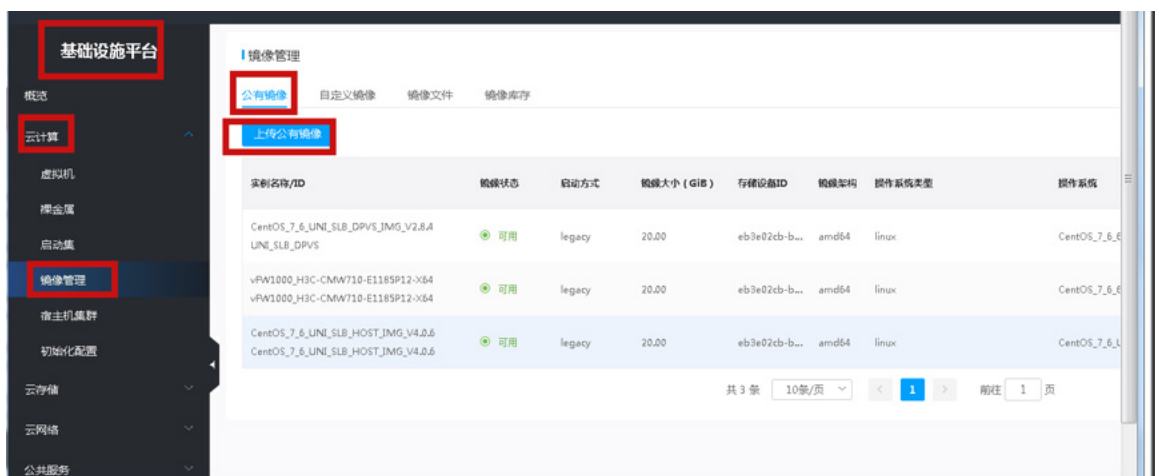 基础设施平台
概览
云计算
虚拟机
裸金属
启动集
镜像管理
宿主机集群
初始化配置
云存储
云网络
公共服务
镜像管理
公有镜像 自定义镜像 镜像文件 镜像库存
上传公有镜像
实例名称/ID 镜像状态 启动方式 镜像大小（GiB） 存储设备ID 镜像架构 操作系统类型 操作系统
CentOS_7_6_UNI_SLB_DPVS_IMG_V2.8.4
UNI_SLB_DPVS
可用 legacy 20.00 eb3e02cb-b... amd64 linux CentOS_7_6_6
vFW1000_H3C-CMW710-E1185P12-X64
vFW1000_H3C-CMW710-E1185P12-X64
可用 legacy 20.00 eb3e02cb-b... amd64 linux CentOS_7_6_6
CentOS_7_6_UNI_SLB_HOST_IMG_V4.0.6
CentOS_7_6_UNI_SLB_HOST_IMG_V4.0.6
可用 legacy 20.00 eb3e02cb-b... amd64 linux CentOS_7_6_U
共 3 条 10条/页 < 1 > 前往 1 页